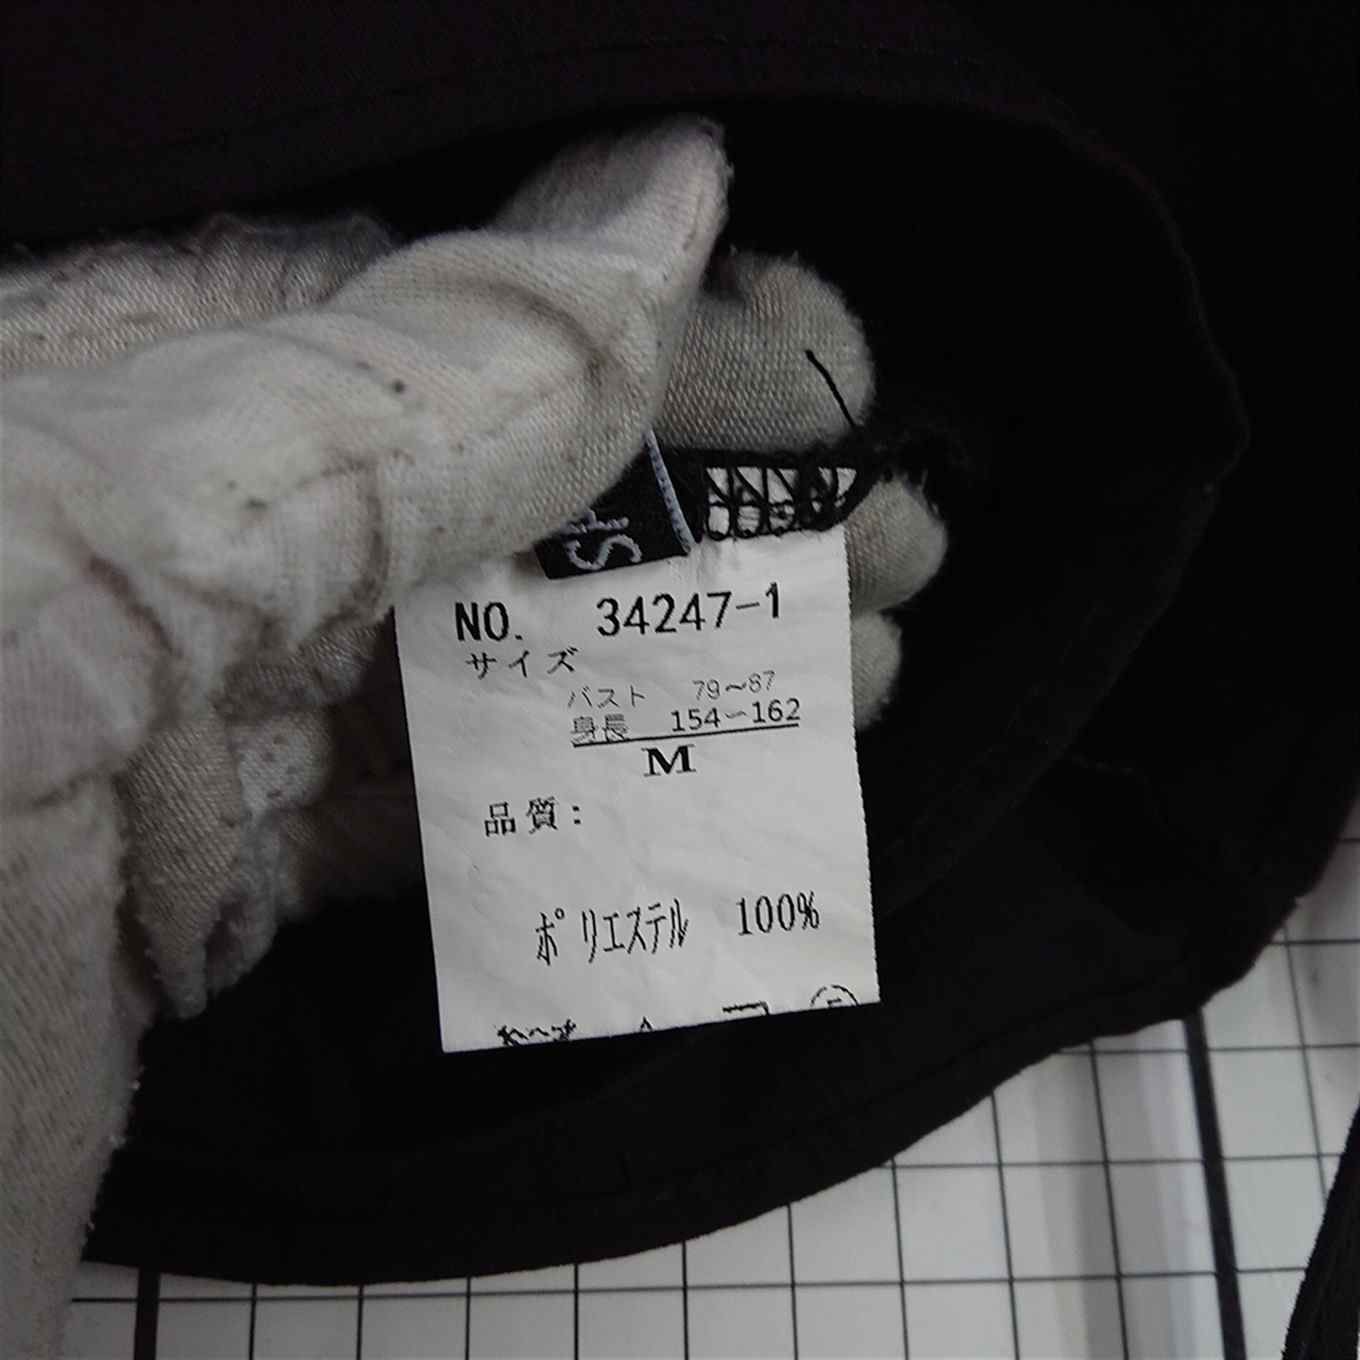 NO. 34247-1
サイズ
バスト 79~87
身長 154-162
M
品質:
ポリエステル 100%